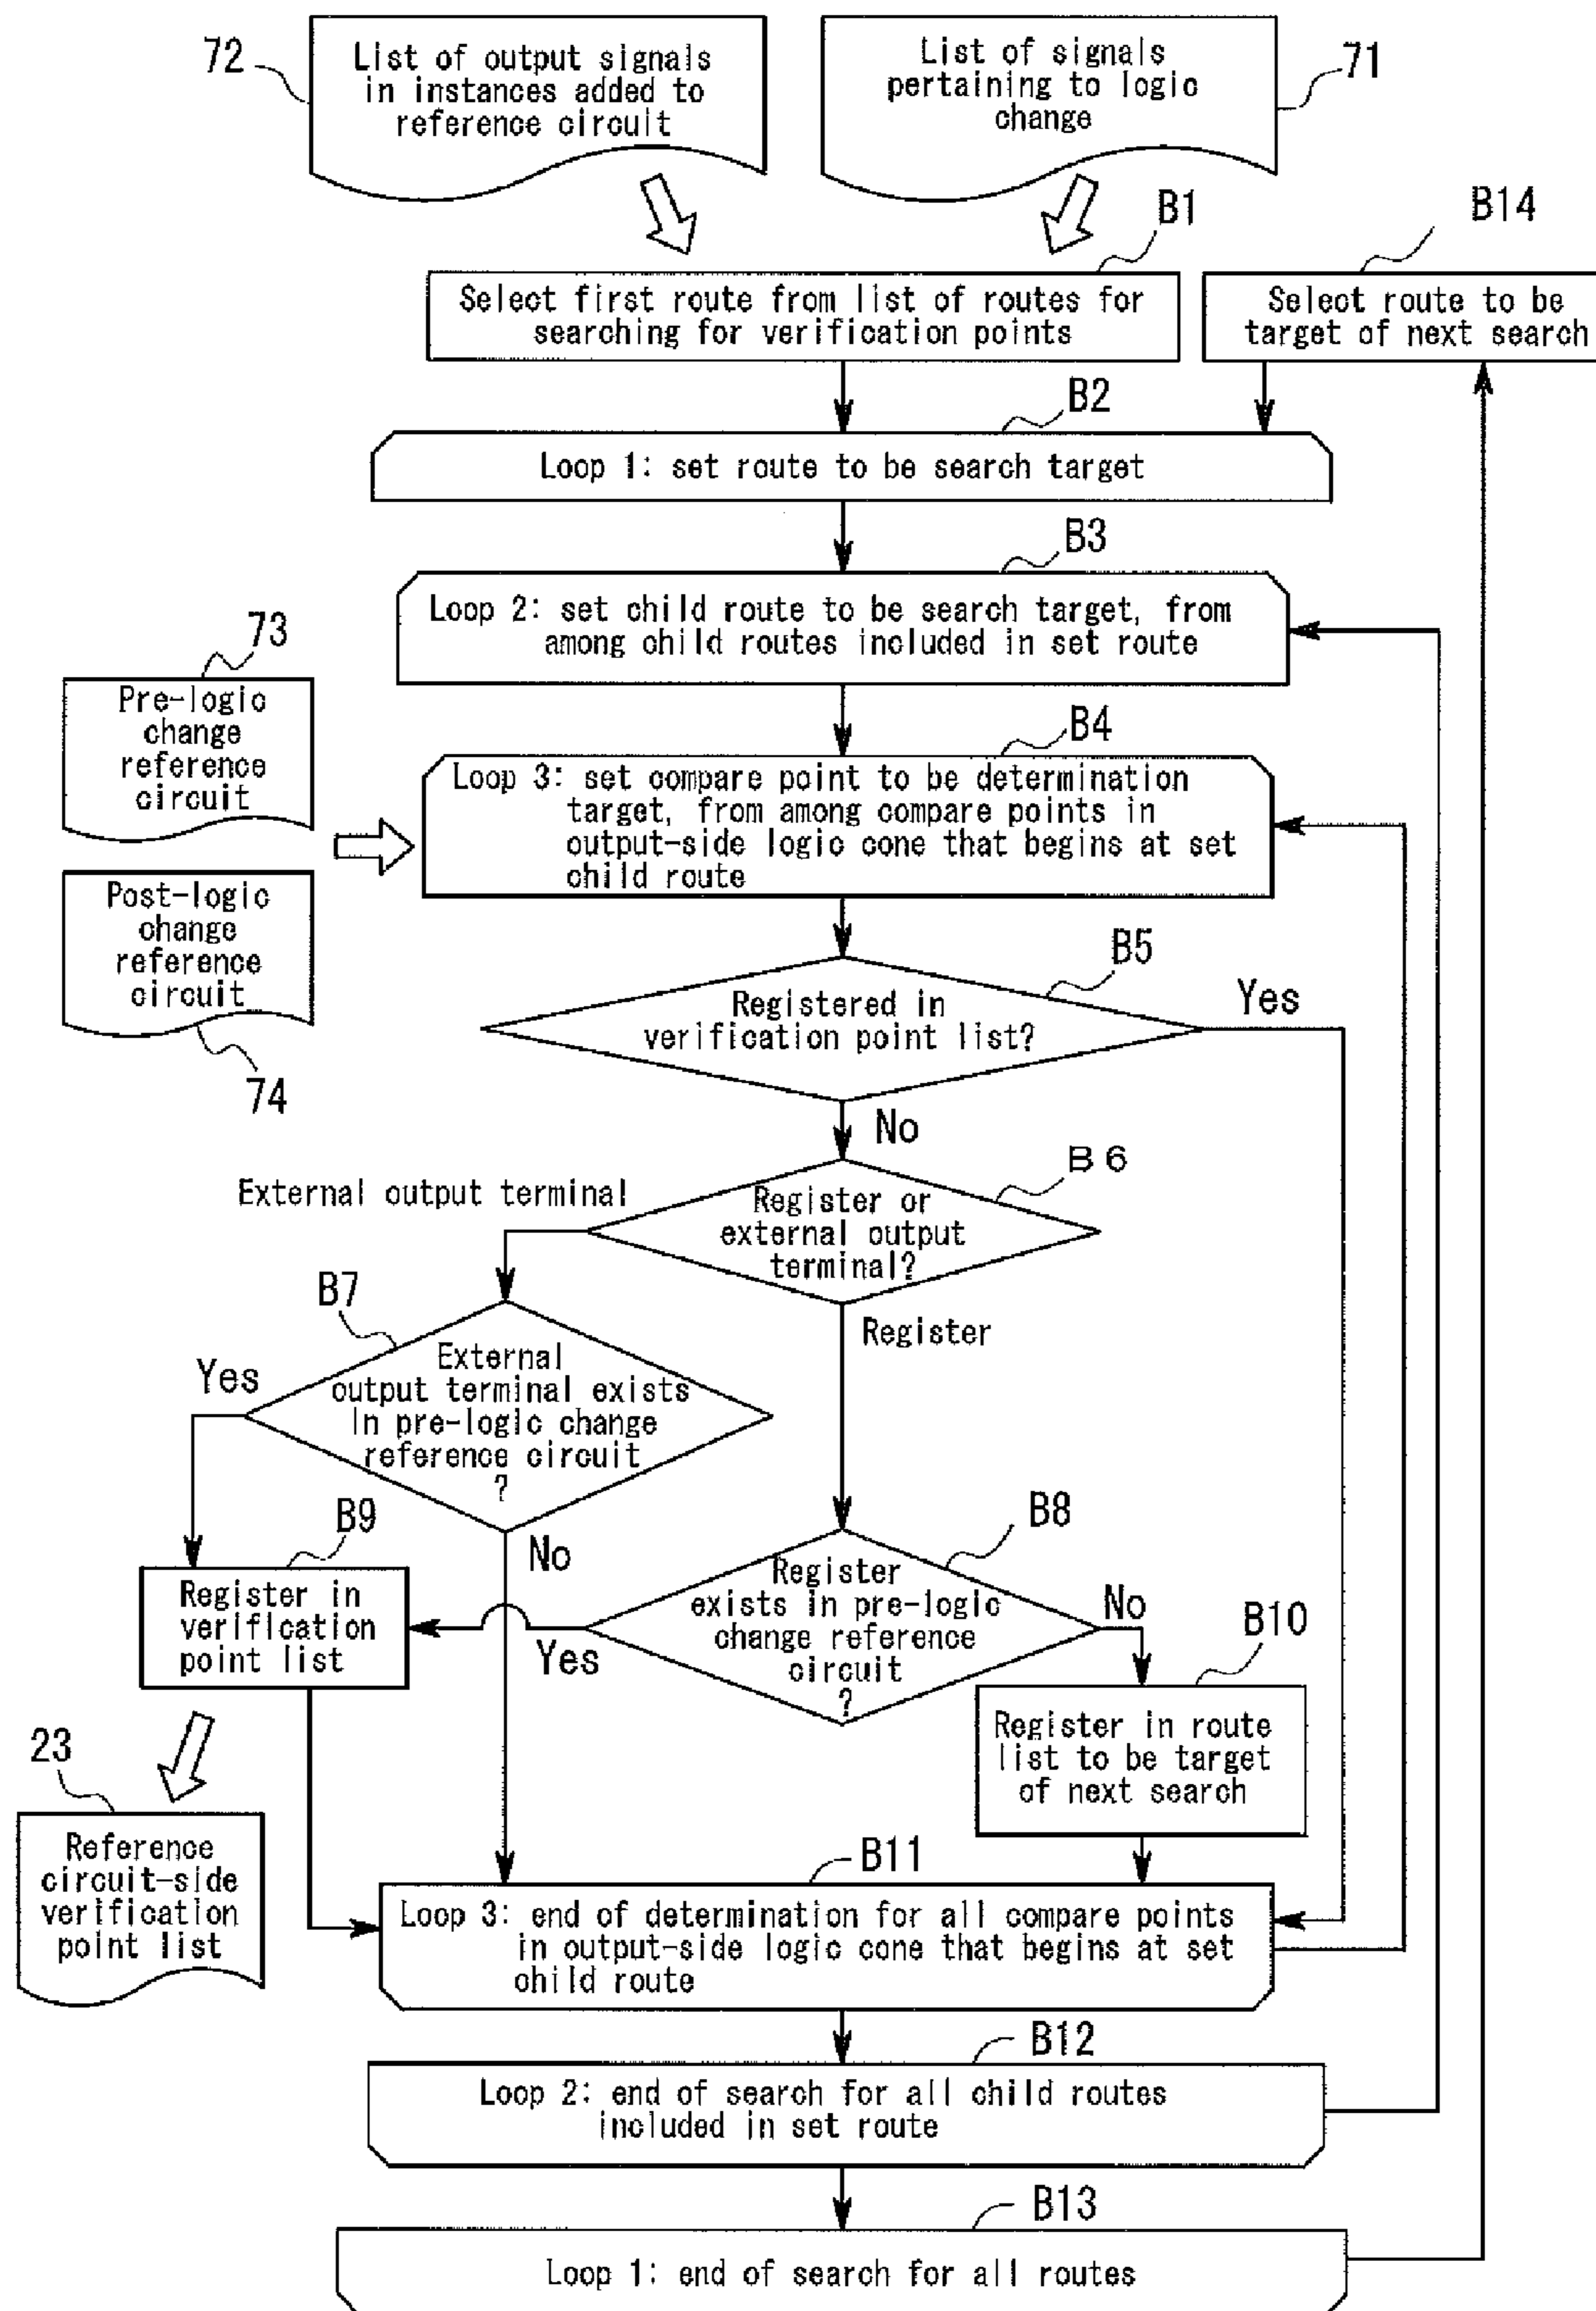 72
List of output signals
in instances added to
reference circuit
List of signals
pertaining to logic
change
71
B1
B14
Select first route from list of routes for
searching for verification points
Select route to be
target of next search
B2
Loop 1: set route to be search target
B3
Loop 2: set child route to be search target, from
among child routes included in set route
73
Pre-logic
change
reference
circuit
B4
Loop 3: set compare point to be determination
target, from among compare points in
output-side logic cone that begins at set
child route
Post-logic
change
reference
circuit
74
B5
Registered in
verification point list?
Yes
No
B6
External output terminal
Register or
external output
terminal?
Register
B7
Yes
External
output terminal exists
in pre-logic change
reference circuit
?
No
B9
Register in
verification
point list
B8
Register
exists in pre-logic
change reference
circuit
?
Yes
No
B10
Register in route
list to be target
of next search
23
Reference
circuit-side
verification
point list
B11
Loop 3: end of determination for all compare points
in output-side logic cone that begins at set
child route
B12
Loop 2: end of search for all child routes
included in set route
B13
Loop 1: end of search for all routes